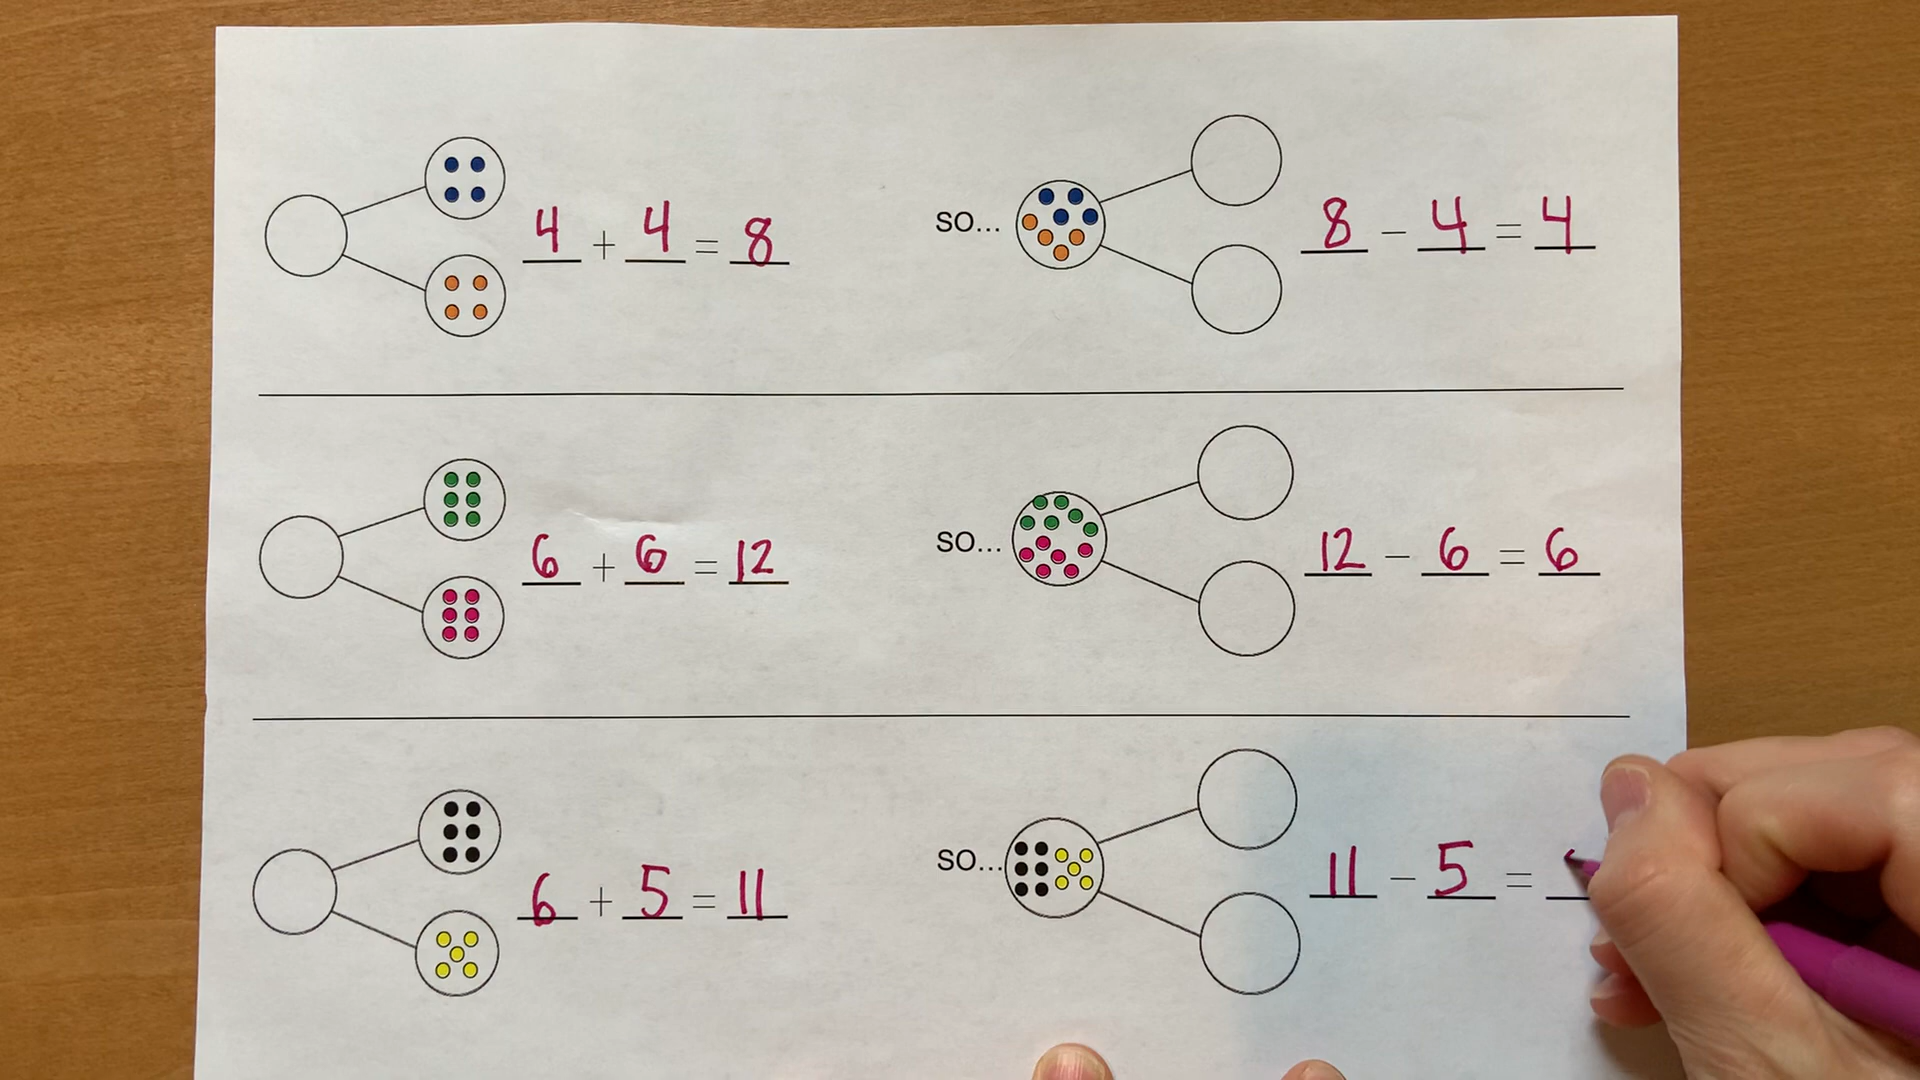 4 + 4 = 8
SO... 8 - 4 = 4
6 + 6 = 12
SO... 12 - 6 = 6
6 + 5 = 11
SO... 11 - 5 =